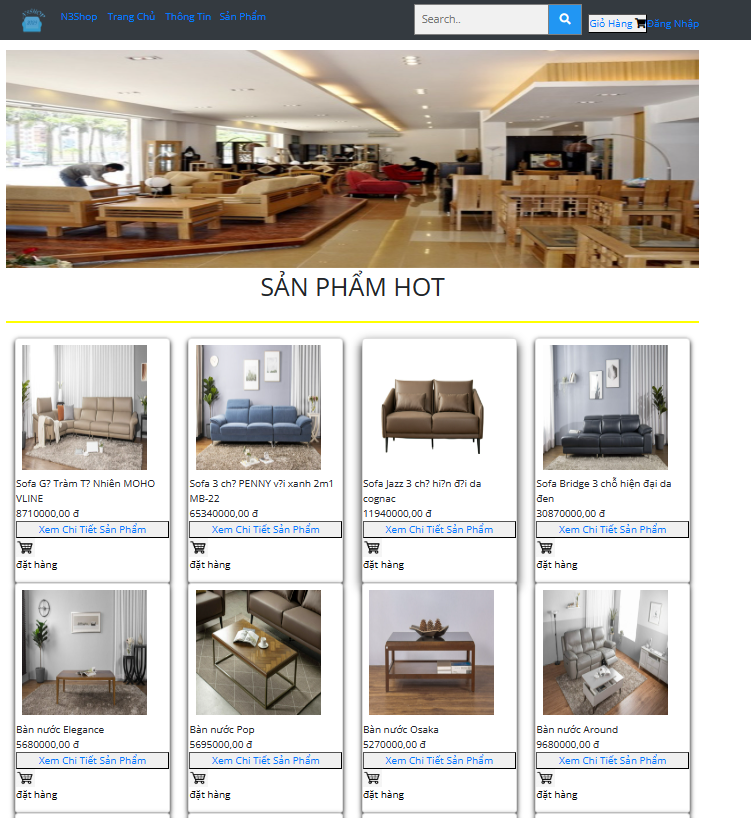 N3Shop Trang Chủ Thông Tin Sản Phẩm Search.. Giỏ Hàng Đăng Nhập
SẢN PHẨM HOT
Sofa G? Tràm T? Nhiên MOHO
VLINE
8710000,00 đ
Xem Chi Tiết Sản Phẩm
đặt hàng
Sofa 3 ch? PENNY v?i xanh 2m1
MB-22
65340000,00 đ
Xem Chi Tiết Sản Phẩm
đặt hàng
Sofa Jazz 3 ch? hi?n đ?i da
cognac
11940000,00 đ
Xem Chi Tiết Sản Phẩm
đặt hàng
Sofa Bridge 3 chỗ hiện đại da
đen
30870000,00 đ
Xem Chi Tiết Sản Phẩm
đặt hàng
Bàn nước Elegance
5680000,00 đ
Xem Chi Tiết Sản Phẩm
đặt hàng
Bàn nước Pop
5695000,00 đ
Xem Chi Tiết Sản Phẩm
đặt hàng
Bàn nước Osaka
5270000,00 đ
Xem Chi Tiết Sản Phẩm
đặt hàng
Bàn nước Around
9680000,00 đ
Xem Chi Tiết Sản Phẩm
đặt hàng